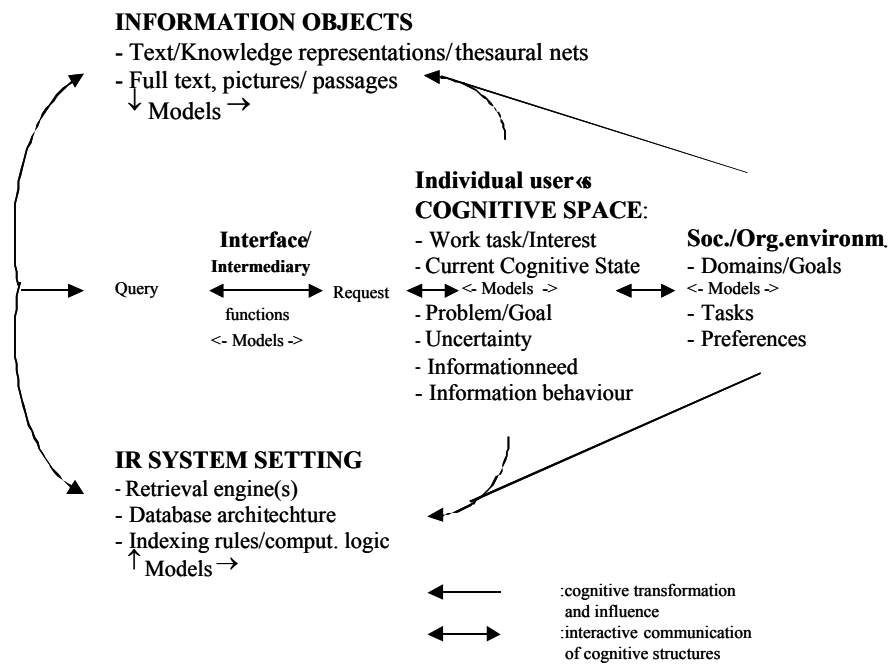 INFORMATION OBJECTS
- Text/Knowledge representations/ thesaural nets
- Full text, pictures/ passages
↓ Models →
Individual user‹s
COGNITIVE SPACE:
- Work task/Interest
- Current Cognitive State
<- Models ->
- Problem/Goal
- Uncertainty
- Informationneed
- Information behaviour
Interface/
Intermediary
functions
<- Models ->
Query
Request
Soc./Org.environm.
- Domains/Goals
<- Models ->
- Tasks
- Preferences
IR SYSTEM SETTING
- Retrieval engine(s)
- Database architechture
- Indexing rules/comput. logic
↑ Models →
:cognitive transformation
and influence
:interactive communication
of cognitive structures